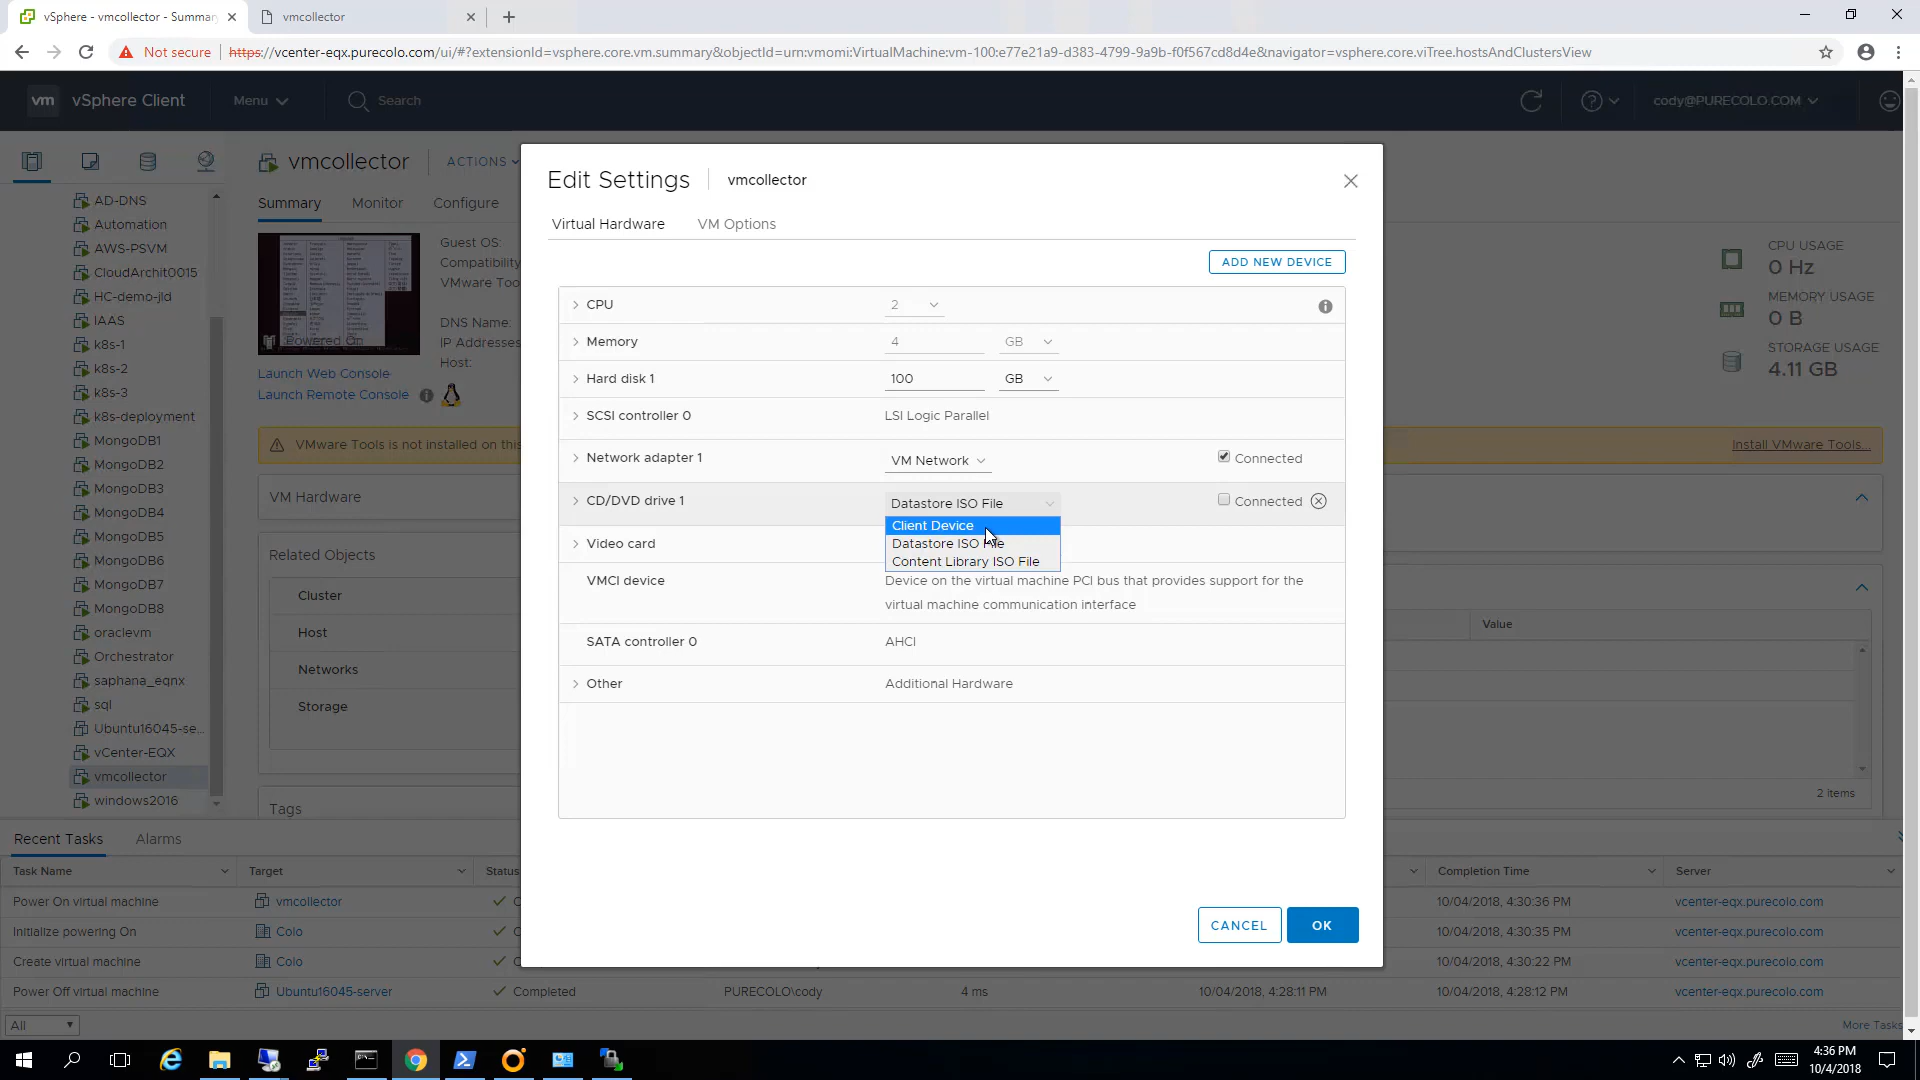 vSphere - vmcollector - Summary
vmcollector
Not secure
https://vcenter-eqx.purecolo.com/ui/#?extensionId=vsphere.core.vm.summary&objectId=urn:vmomi:VirtualMachine:vm-100:e77e21a9-d383-4799-9a9b-f0f567cd8d4e&navigator=vsphere.core.viTree.hostsAndClustersView
vm vSphere Client Menu Search cody@PURECOLO.COM
vmcollector ACTIONS
Summary Monitor Configure
AD-DNS
Automation
AWS-PSVM
CloudArchit0015
HC-demo-jld
IAAS
k8s-1
k8s-2
k8s-3
k8s-deployment
MongoDB1
MongoDB2
MongoDB3
MongoDB4
MongoDB5
MongoDB6
MongoDB7
MongoDB8
oraclevm
Orchestrator
saphana_eqnx
sql
Ubuntu16045-se...
vCenter-EQX
vmcollector
windows2016
Powered On
Launch Web Console
Launch Remote Console
Guest OS:
Compatibility
VMware Too
DNS Name:
IP Addresses
Host:
VMware Tools is not installed on this
Install VMware Tools...
VM Hardware
Related Objects
Cluster
Host
Networks
Storage
Tags
CPU USAGE
0 Hz
MEMORY USAGE
0 B
STORAGE USAGE
4.11 GB
Value
2 items
Edit Settings vmcollector
Virtual Hardware VM Options
ADD NEW DEVICE
CPU 2
Memory 4 GB
Hard disk 1 100 GB
SCSI controller 0 LSI Logic Parallel
Network adapter 1 VM Network Connected
CD/DVD drive 1 Datastore ISO File Connected
Client Device
Datastore ISO File
Content Library ISO File
Video card
VMCI device Device on the virtual machine PCI bus that provides support for the
virtual machine communication interface
SATA controller 0 AHCI
Other Additional Hardware
CANCEL OK
Recent Tasks Alarms
Task Name Target Status Completion Time Server
Power On virtual machine vmcollector 10/04/2018, 4:30:36 PM vcenter-eqx.purecolo.com
Initialize powering On Colo 10/04/2018, 4:30:35 PM vcenter-eqx.purecolo.com
Create virtual machine Colo 10/04/2018, 4:30:22 PM vcenter-eqx.purecolo.com
Power Off virtual machine Ubuntu16045-server Completed PURECOLO\cody 4 ms 10/04/2018, 4:28:11 PM 10/04/2018, 4:28:12 PM vcenter-eqx.purecolo.com
All
More Tasks
4:36 PM
10/4/2018